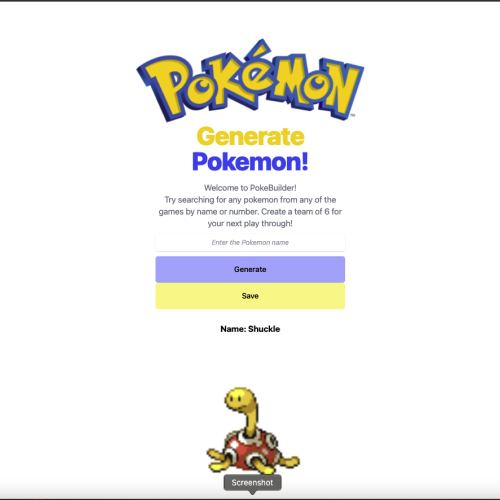 POKéMON
TM
Generate
Pokemon!
Welcome to PokeBuilder!
Try searching for any pokemon from any of the
games by name or number. Create a team of 6 for
your next play through!
Enter the Pokemon name
Generate
Save
Name: Shuckle
Screenshot